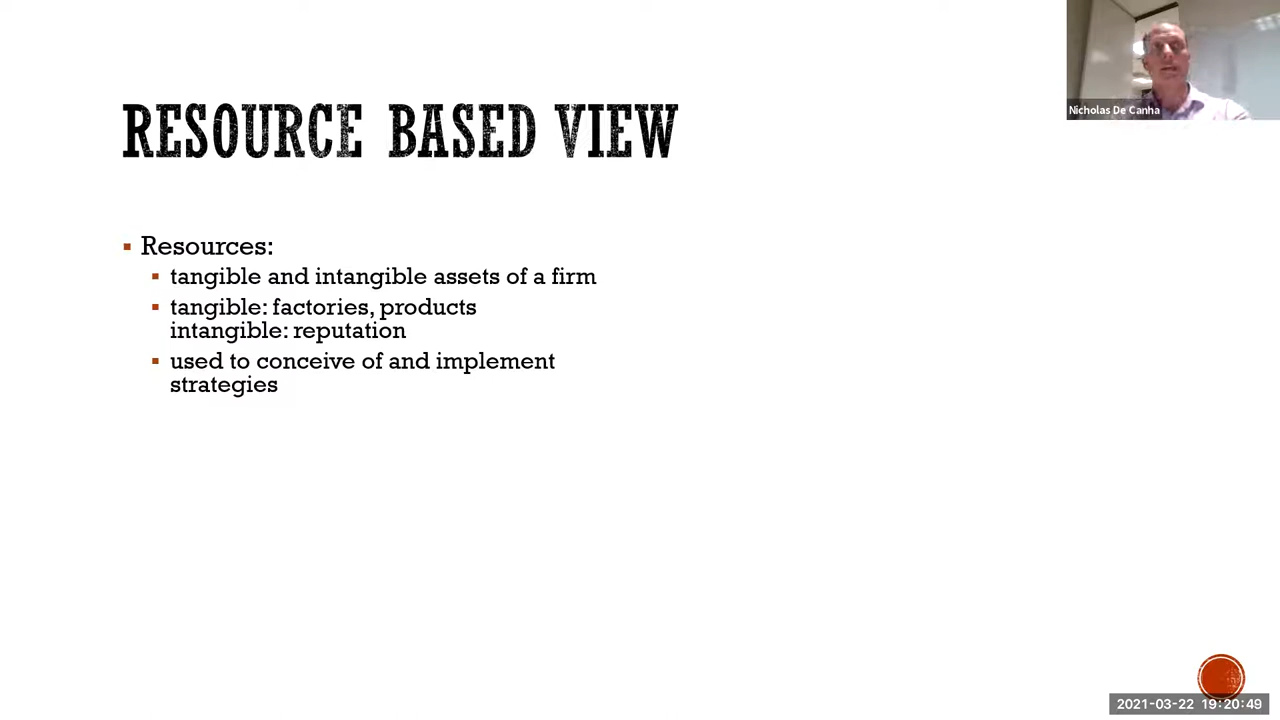 Nicholas De Canha
RESOURCE BASED VIEW
▪ Resources:
▪ tangible and intangible assets of a firm
▪ tangible: factories, products
intangible: reputation
▪ used to conceive of and implement
strategies
2021-03-22 19:20:49